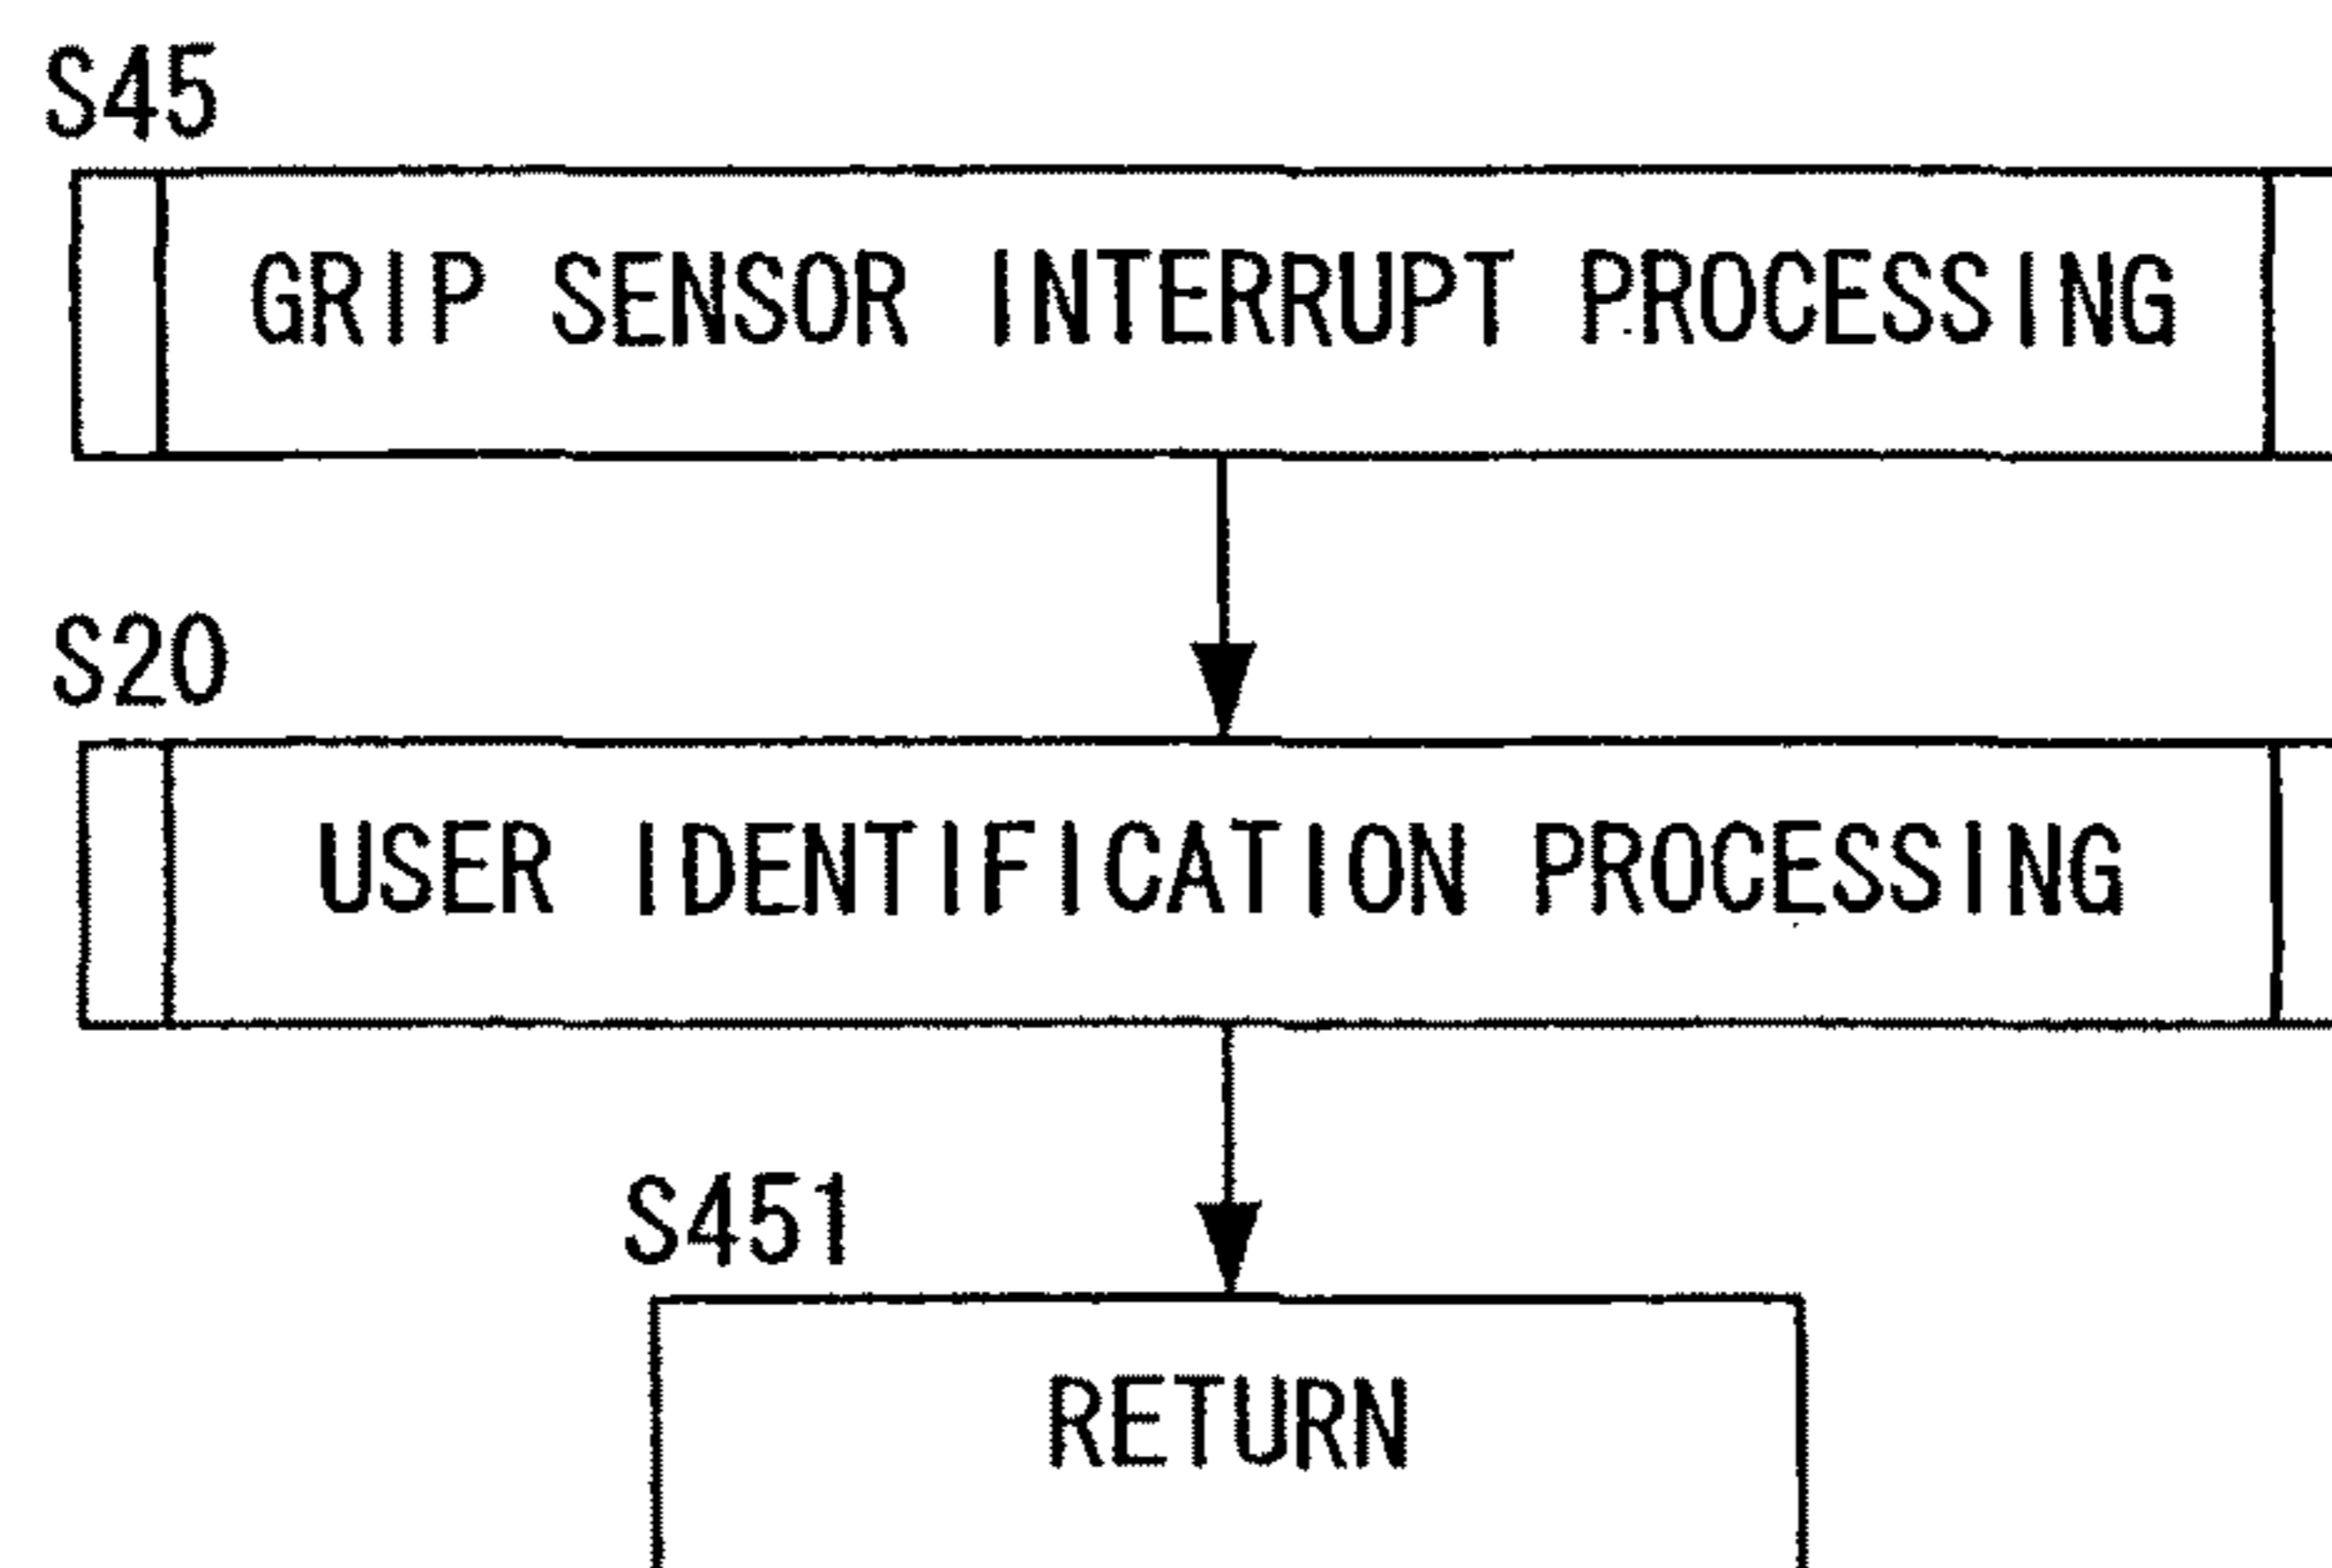 S45
GRIP SENSOR INTERRUPT PROCESSING
S20
USER IDENTIFICATION PROCESSING
S451
RETURN